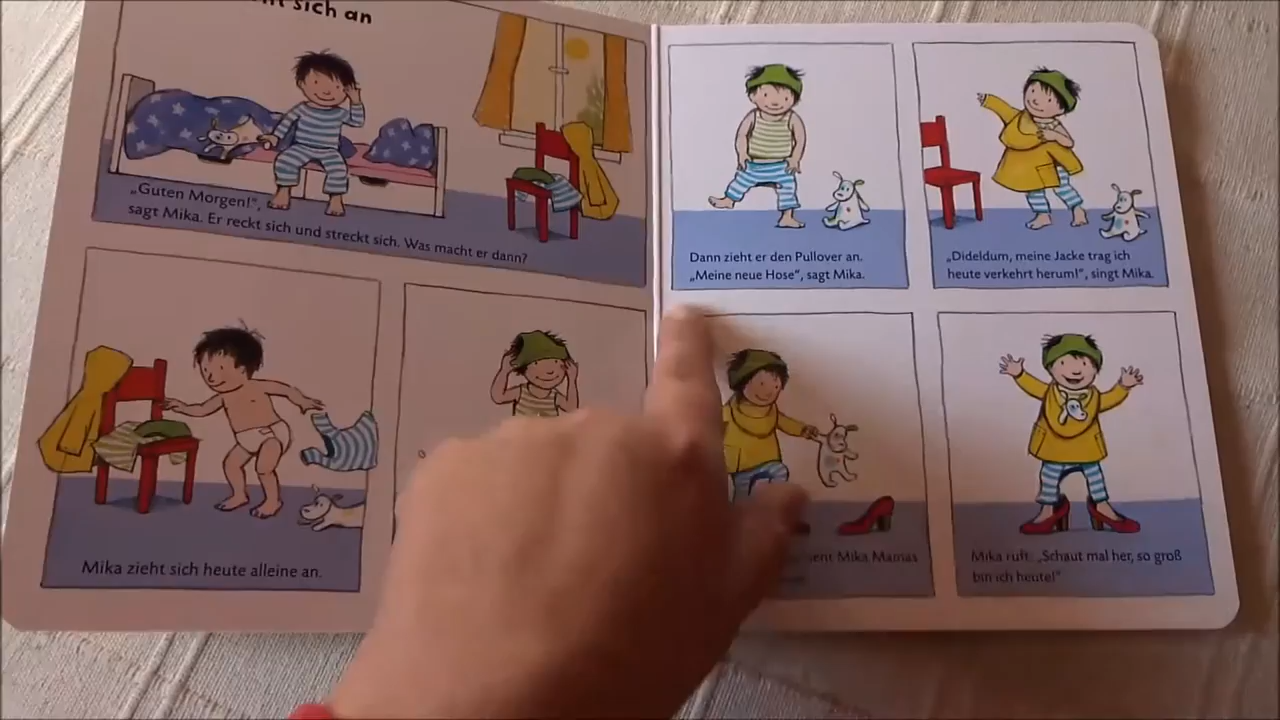 sich an
„Guten Morgen!“,
sagt Mika. Er reckt sich und streckt sich. Was macht er dann?
Mika zieht sich heute alleine an.
Dann zieht er den Pullover an.
„Meine neue Hose“, sagt Mika.
„Dideldum, meine Jacke trag ich
heute verkehrt herum!“, singt Mika.
Mika Mamas
Mika ruft: „Schaut mal her, so groß
bin ich heute!“